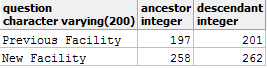 question ancestor descendant
character varying(200) integer integer
Previous Facility 197 201
New Facility 258 262